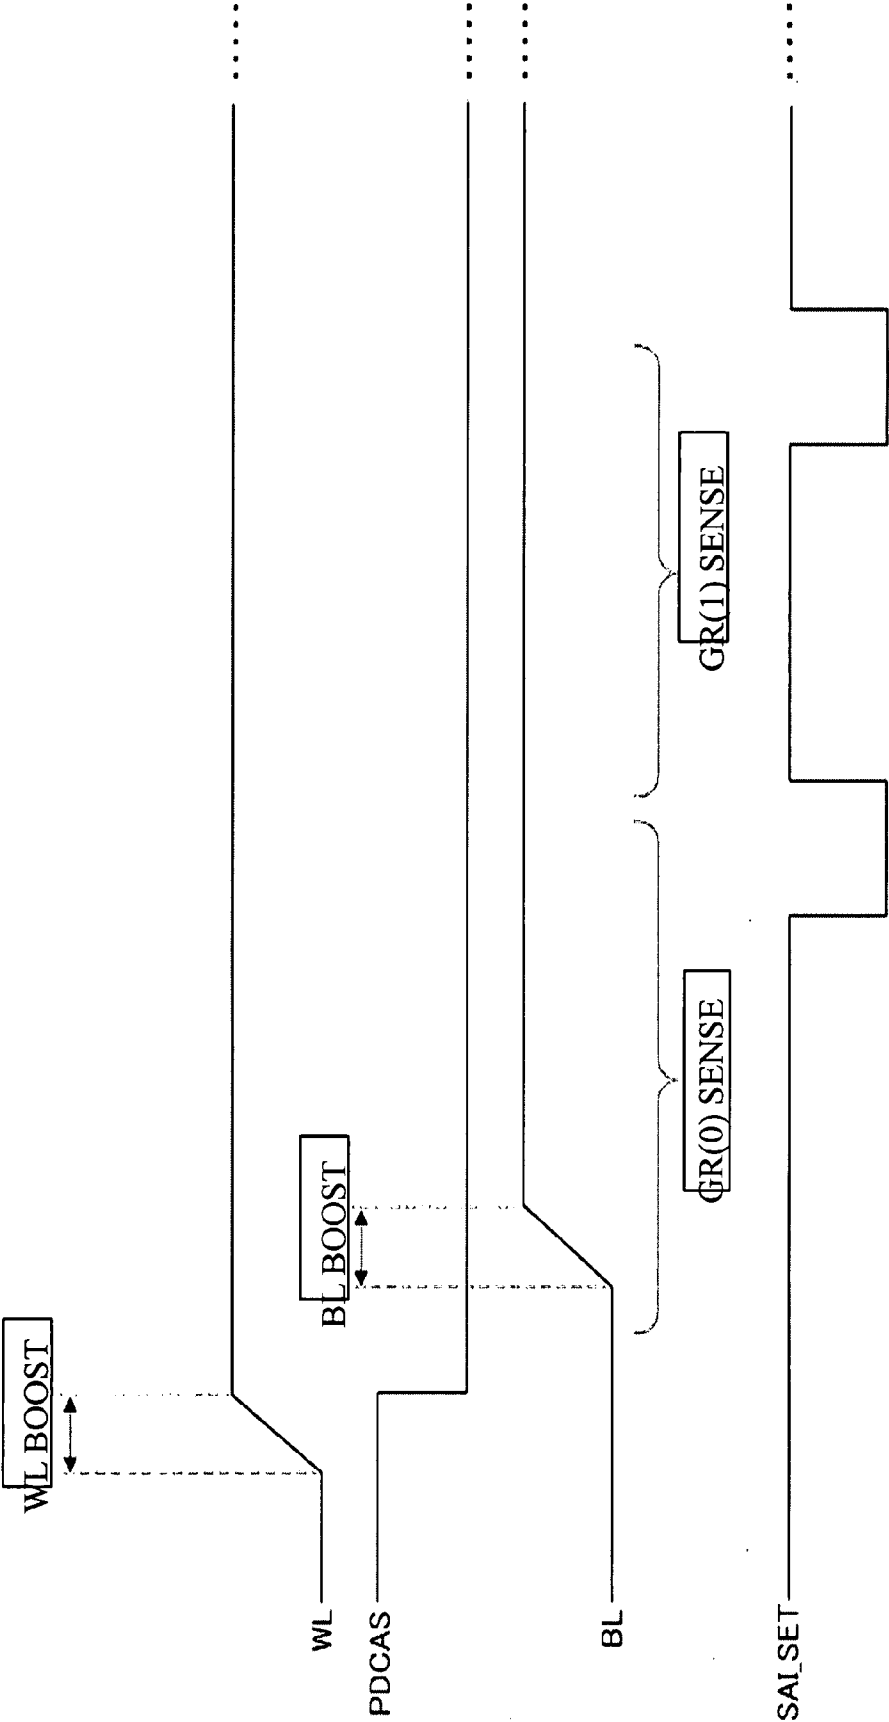 WL BOOST
WL
BL BOOST
PDCAS
BL
GR(0) SENSE
GR(1) SENSE
SAI_SET